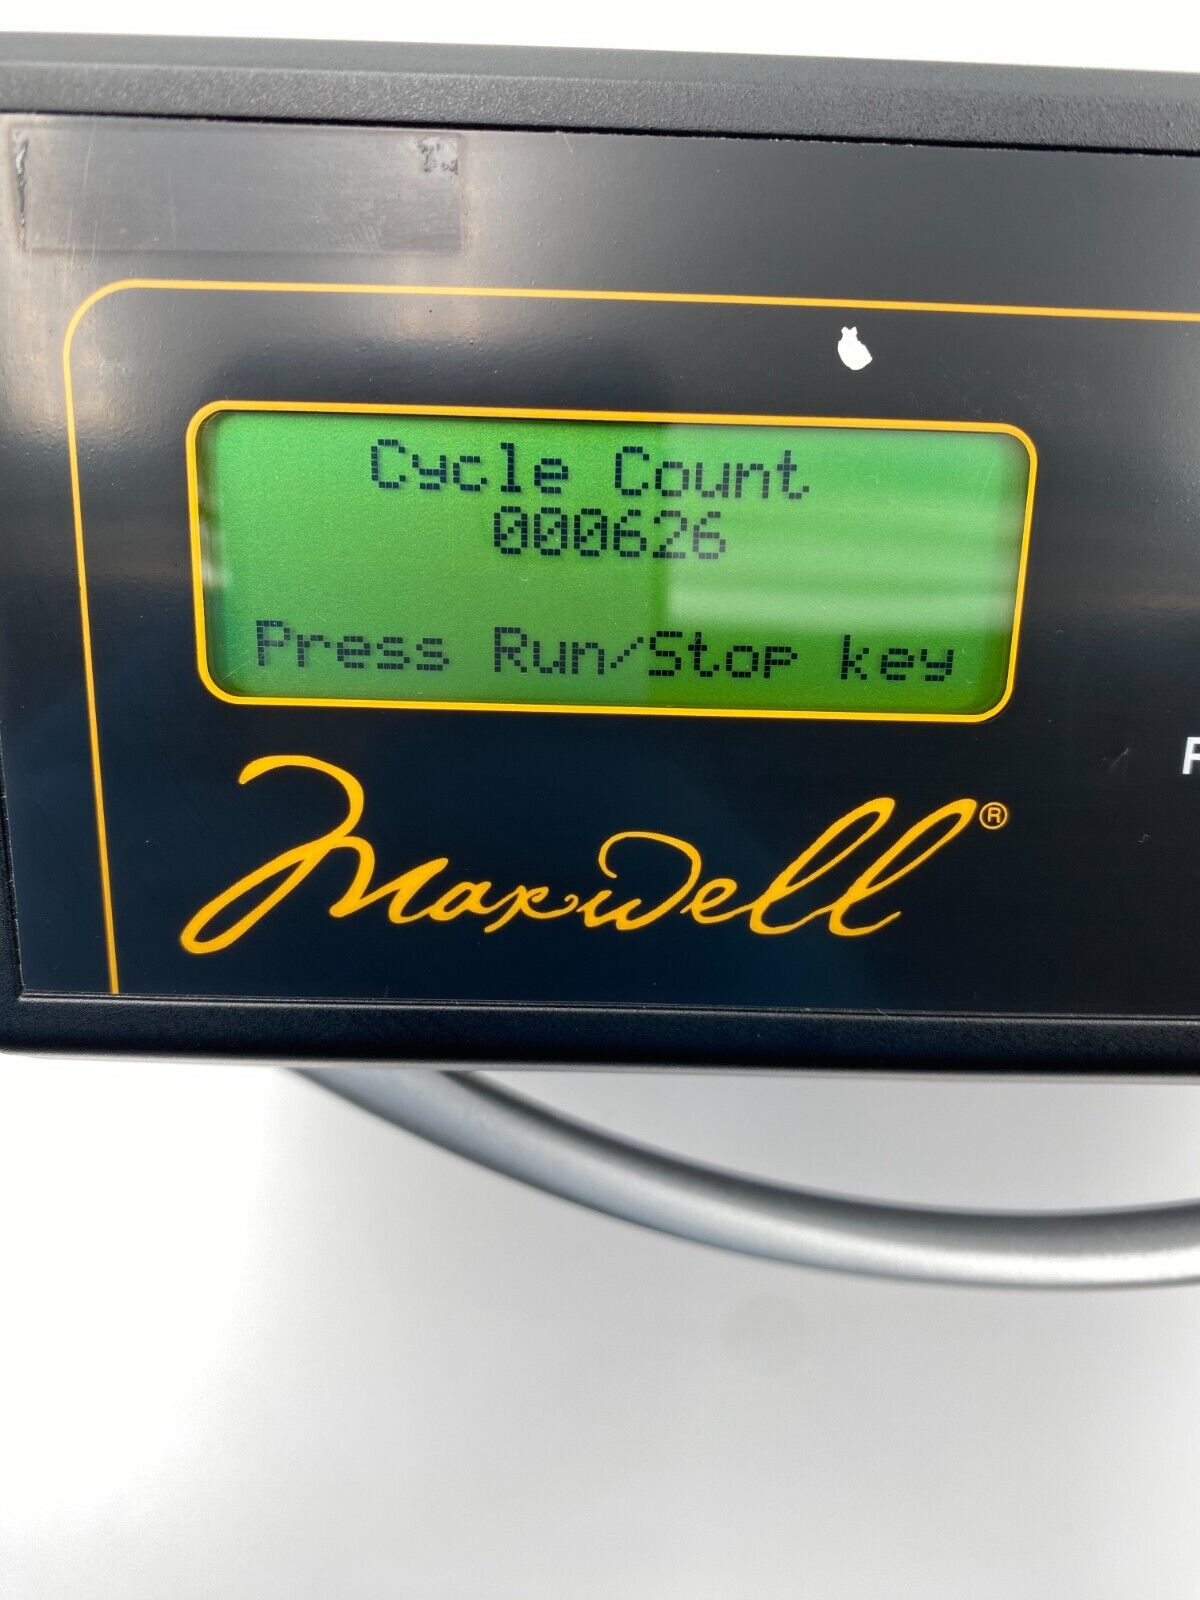 Cycle Count
000626
Press Run/Stop key
Maxwell®